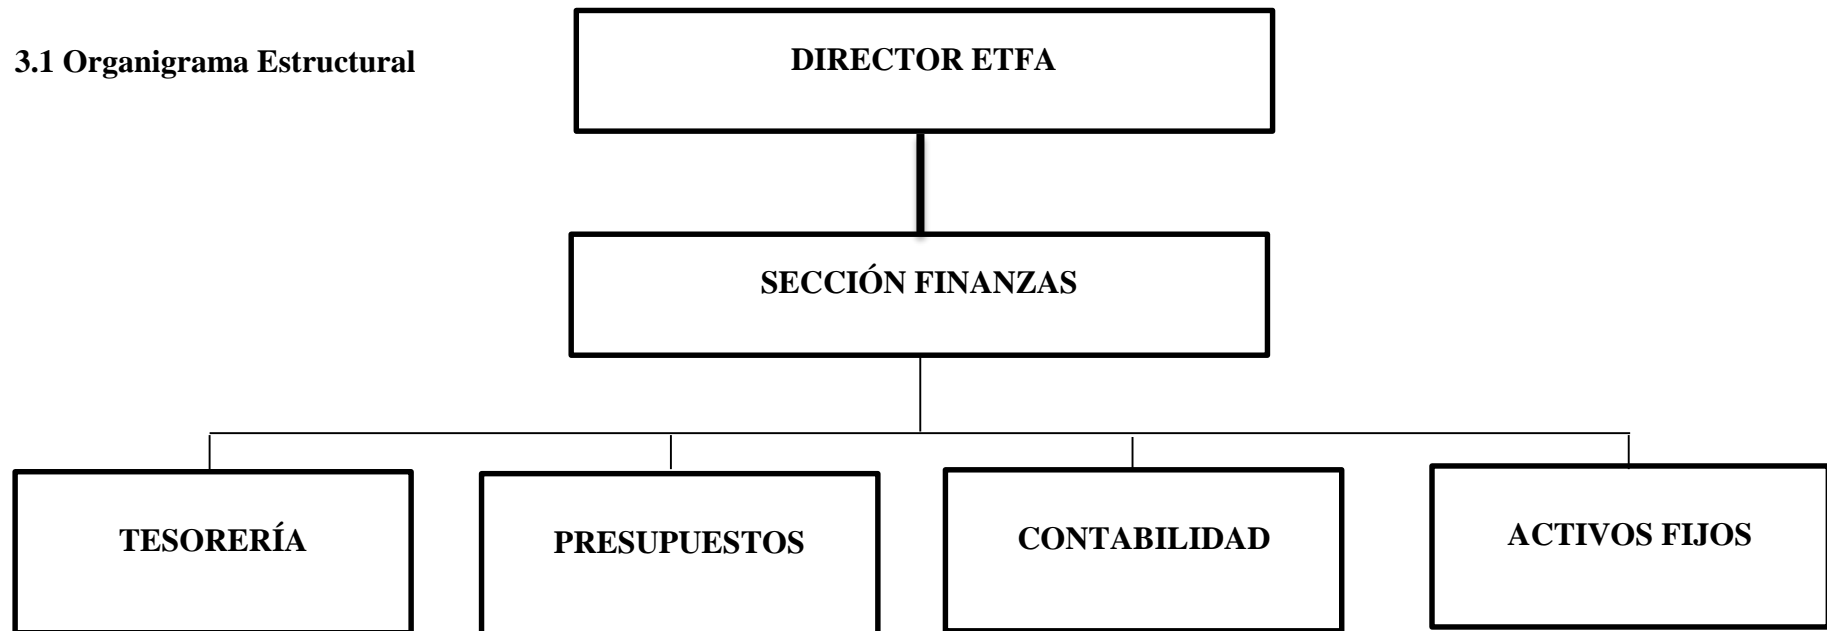 3.1 Organigrama Estructural
DIRECTOR ETFA
SECCIÓN FINANZAS
TESORERÍA
PRESUPUESTOS
CONTABILIDAD
ACTIVOS FIJOS